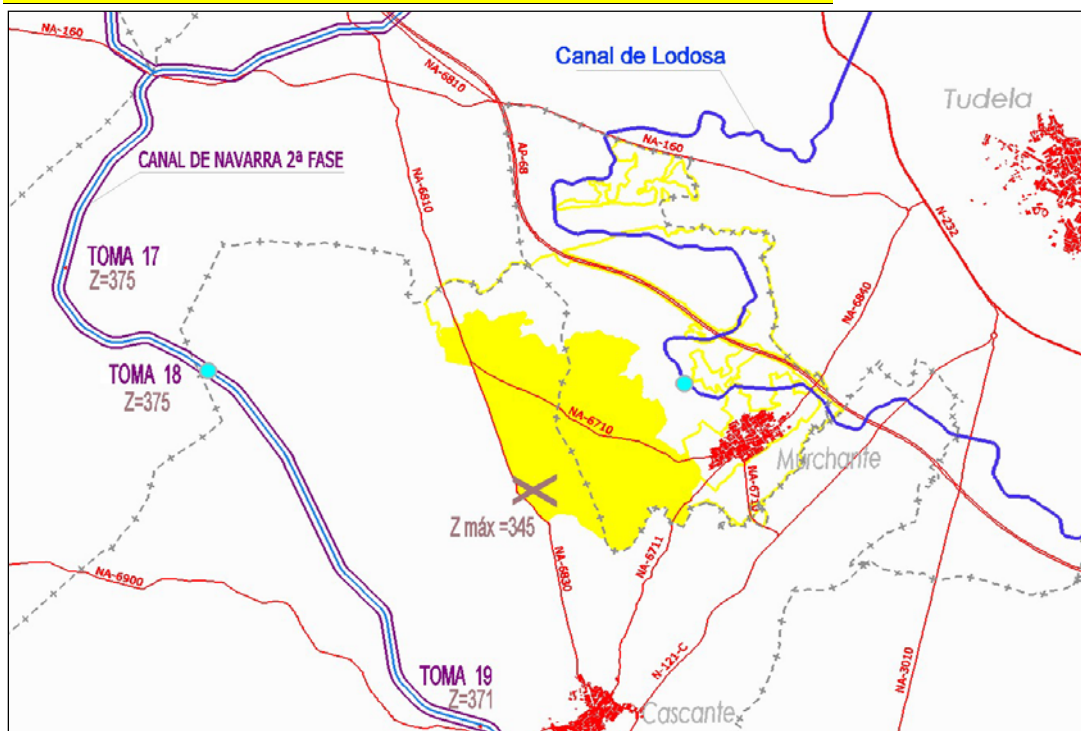 NA-160
NA-6810
Canal de Lodosa
Tudela
AP-68
NA-160
CANAL DE NAVARRA 2ª FASE
NA-6810
N-232
TOMA 17
Z=375
NA-6840
TOMA 18
Z=375
NA-6710
Murchante
NA-6710
Z máx =345
NA-6711
NA-6830
NA-6900
N-121-C
NA-3010
TOMA 19
Z=371
Cascante